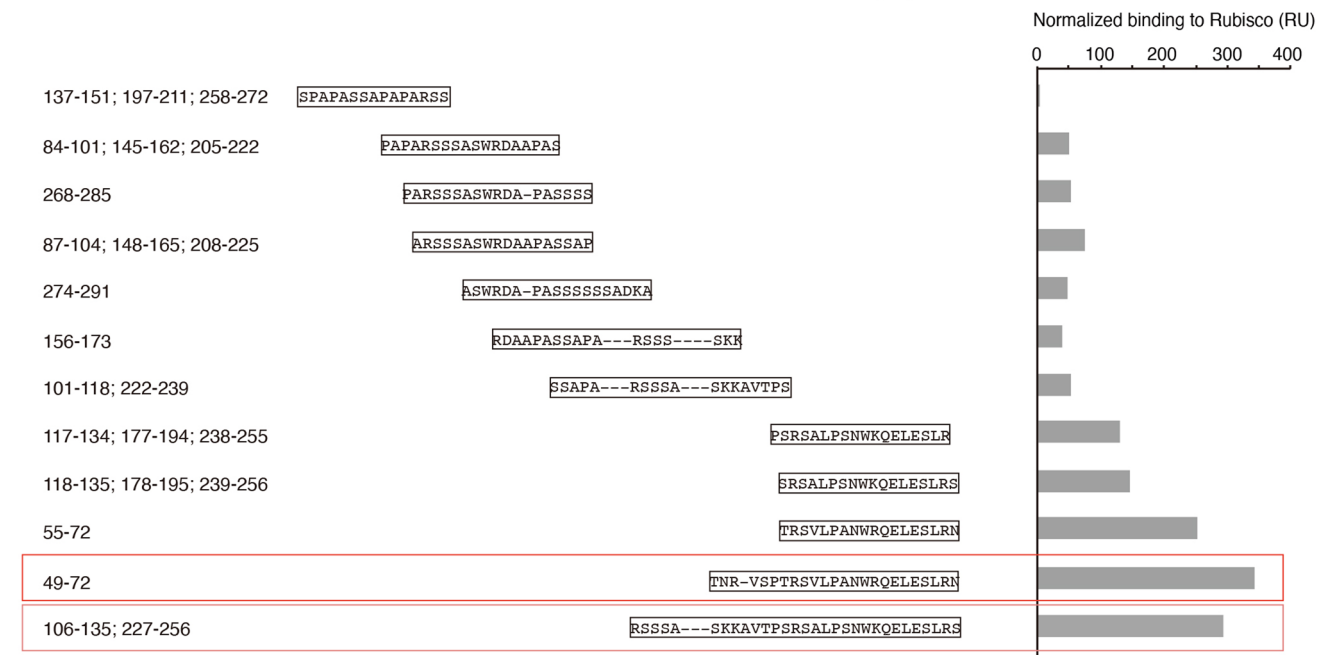 Normalized binding to Rubisco (RU)
0 100 200 300 400
137-151; 197-211; 258-272 SPAPASSAPAPARSS
84-101; 145-162; 205-222 PAPARSSSASWRDAAPAS
268-285 PARSSSASWRDA-PASSSS
87-104; 148-165; 208-225 ARSSSASWRDAAPASSAP
274-291 ASWRDA-PASSSSSSADKA
156-173 RDAAPASSAPA---RSSS----SKK
101-118; 222-239 SSAPA---RSSSA---SKKAVTPS
117-134; 177-194; 238-255 PSRSALPSNWKQELESLR
118-135; 178-195; 239-256 SRSALPSNWKQELESLRS
55-72 TRSVLPANWRQELESLRN
49-72 TNR-VSPTRSVLPANWRQELESLRN
106-135; 227-256 RSSSA---SKKAVTPSRSALPSNWKQELESLRS